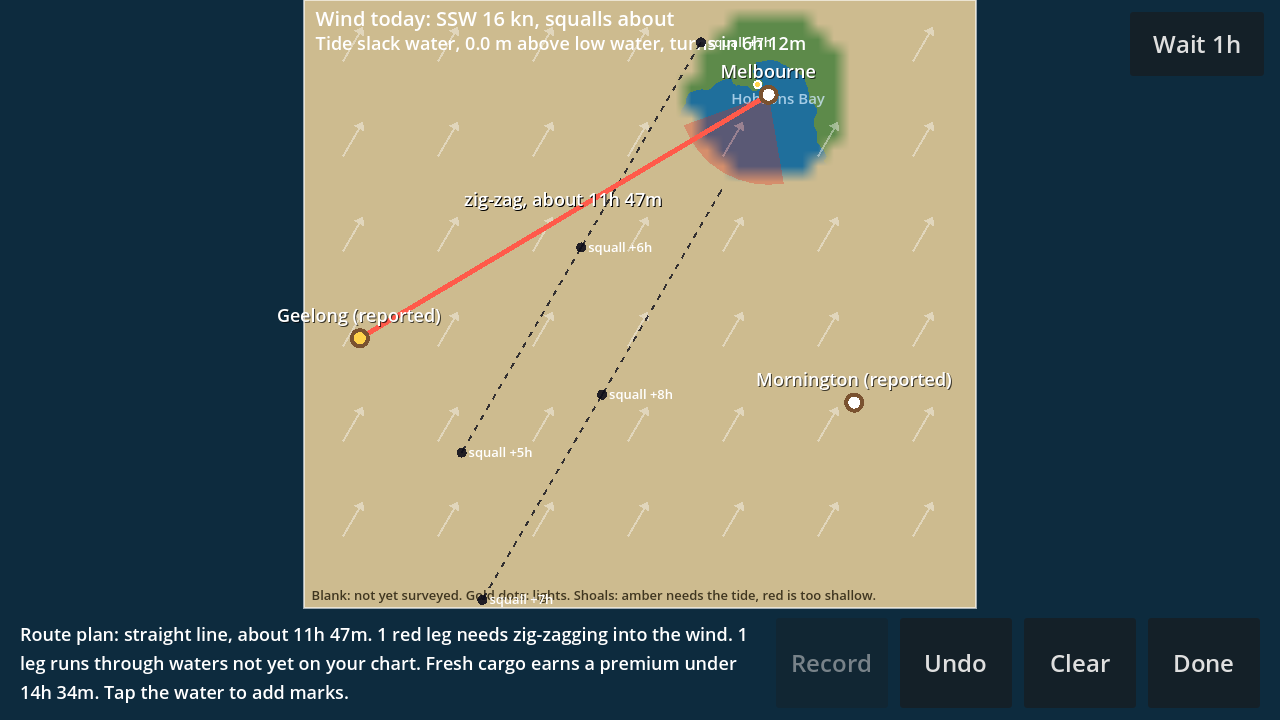 Wind today: SSW 16 kn, squalls about
Tide slack water, 0.0 m above low water, turns in 6h 12m
squall +7h
Wait 1h
Melbourne
Hobsons Bay
zig-zag, about 11h 47m
squall +6h
Geelong (reported)
Mornington (reported)
squall +8h
squall +5h
Blank: not yet surveyed. Gold dots: lights. Shoals: amber needs the tide, red is too shallow.
squall +7h
Route plan: straight line, about 11h 47m. 1 red leg needs zig-zagging into the wind. 1
leg runs through waters not yet on your chart. Fresh cargo earns a premium under
14h 34m. Tap the water to add marks.
Record
Undo
Clear
Done